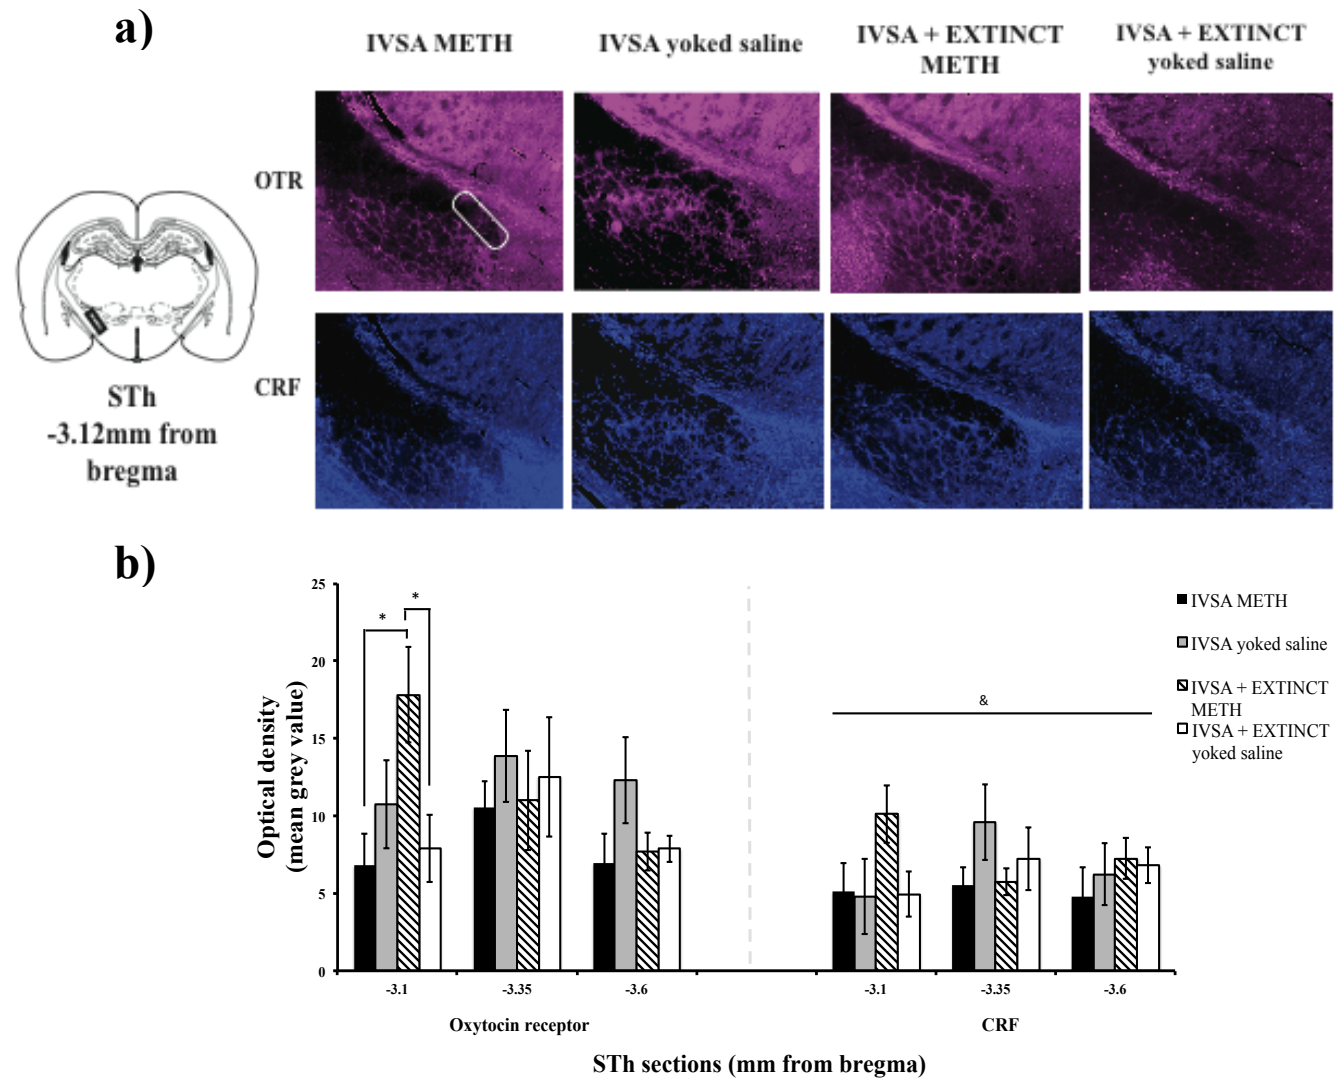 a)
IVSA METH
IVSA yoked saline
IVSA + EXTINCT
METH
IVSA + EXTINCT
yoked saline
OTR
CRF
STh
-3.12mm from
bregma
b)
25
20
15
10
5
0
Optical density
(mean grey value)
*
*
&
IVSA METH
IVSA yoked saline
IVSA + EXTINCT
METH
IVSA + EXTINCT
yoked saline
-3.1
-3.35
-3.6
-3.1
-3.35
-3.6
Oxytocin receptor
CRF
STh sections (mm from bregma)